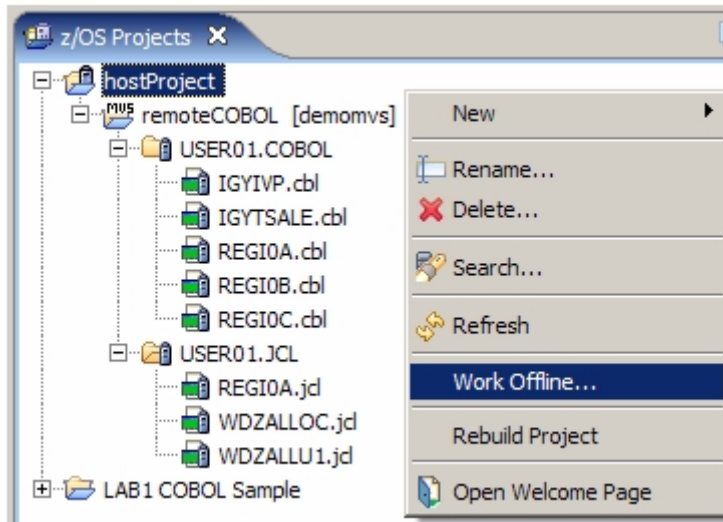 z/OS Projects
hostProject
MVS
remoteCOBOL [demomvs]
USER01.COBOL
IGYIVP.cbl
IGYTSALE.cbl
REGI0A.cbl
REGI0B.cbl
REGI0C.cbl
USER01.JCL
REGI0A.jcl
WDZALLOC.jcl
WDZALLU1.jcl
LAB1 COBOL Sample
New
Rename...
Delete...
Search...
Refresh
Work Offline...
Rebuild Project
Open Welcome Page